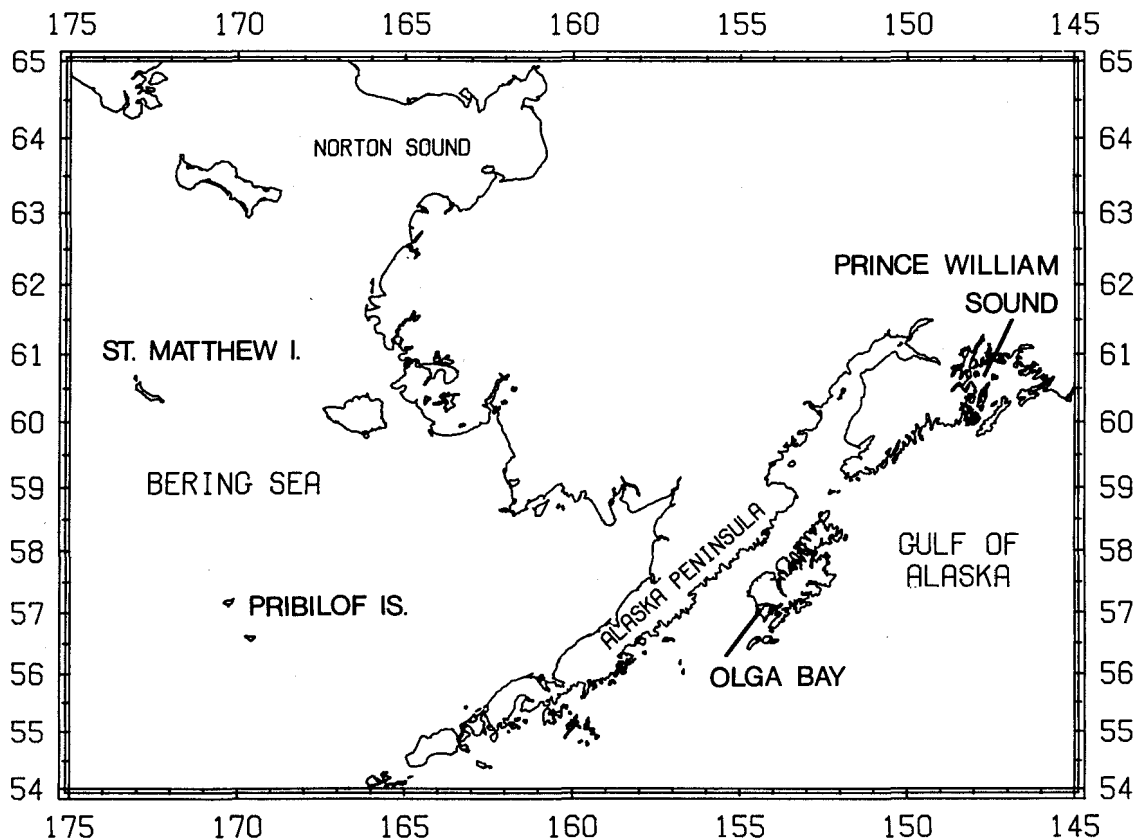 175 170 165 160 155 150 145
65 65
64 64
NORTON SOUND
63 63
PRINCE WILLIAM
SOUND
62 62
ST. MATTHEW I.
61 61
60 60
BERING SEA
59 59
ALASKA PENINSULA
GULF OF
ALASKA
58 58
PRIBILOF IS.
57 57
OLGA BAY
56 56
55 55
54 54
175 170 165 160 155 150 145